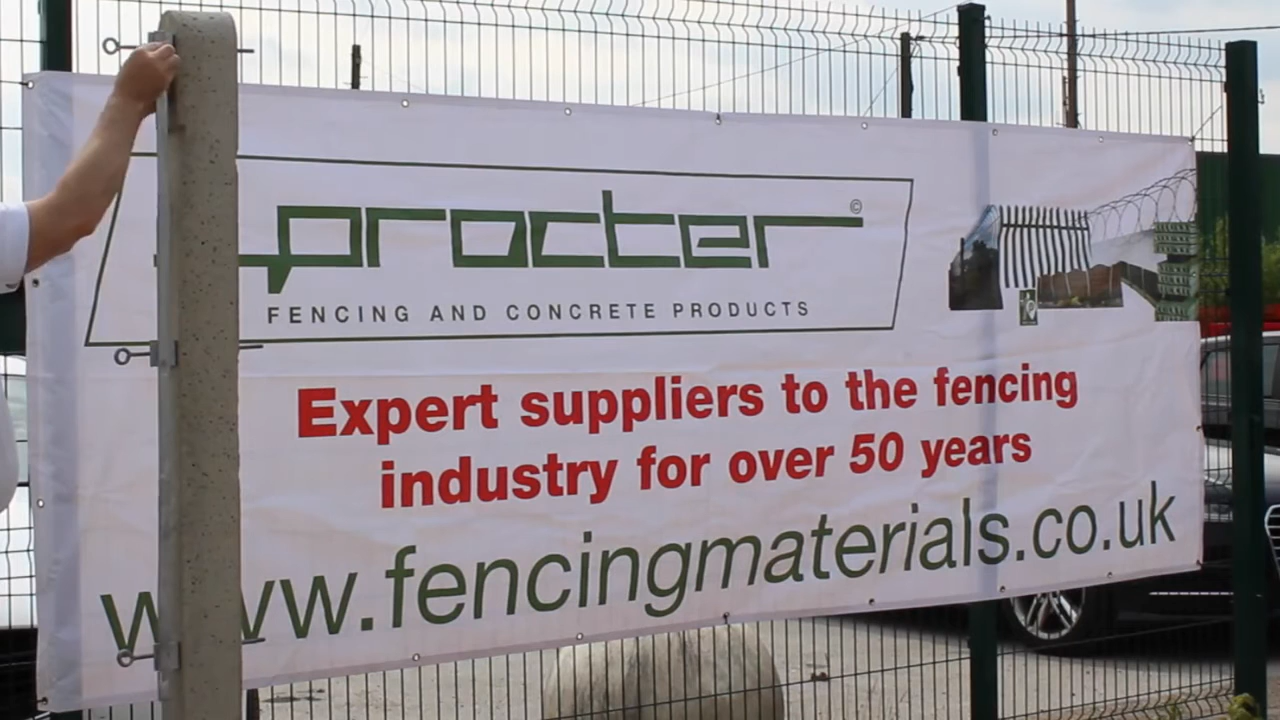 procter ©
FENCING AND CONCRETE PRODUCTS
Expert suppliers to the fencing
industry for over 50 years
www.fencingmaterials.co.uk